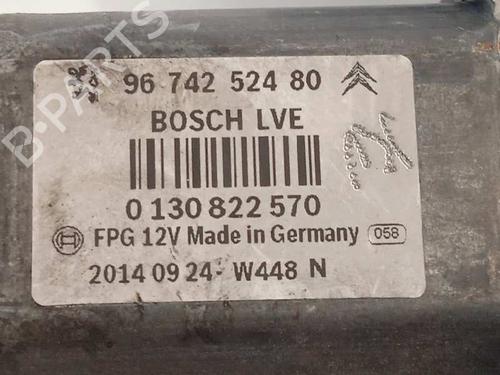 B-PARTS
96 742 524 80
BOSCH LVE
0 130 822 570
FPG 12V Made in Germany 058
2014 09 24- W448 N